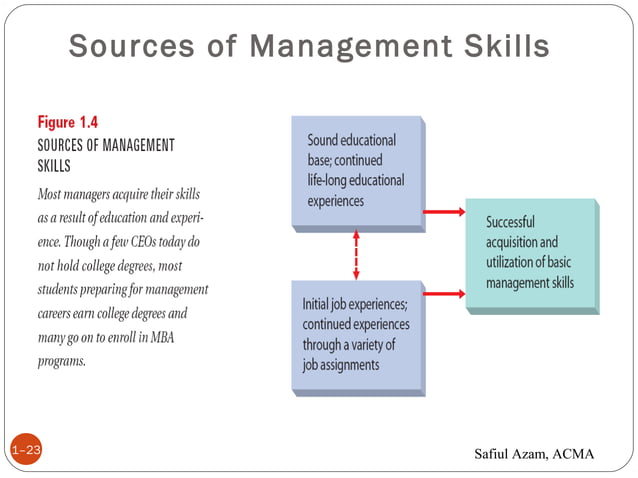 Sources of Management Skills
Figure 1.4
SOURCES OF MANAGEMENT
SKILLS
Most managers acquire their skills
as a result of education and experi-
ence. Though a few CEOs today do
not hold college degrees, most
students preparing for management
careers earn college degrees and
many go on to enroll in MBA
programs.
Sound educational
base; continued
life-long educational
experiences
Initial job experiences;
continued experiences
through a variety of
job assignments
Successful
acquisition and
utilization of basic
management skills
1–23
Safiul Azam, ACMA